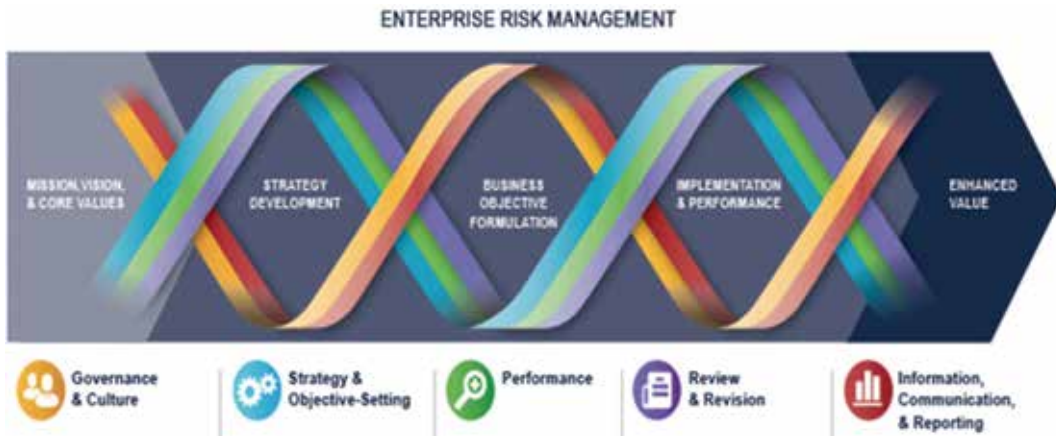 ENTERPRISE RISK MANAGEMENT
MISSION, VISION,
& CORE VALUES
STRATEGY
DEVELOPMENT
BUSINESS
OBJECTIVE
FORMULATION
IMPLEMENTATION
& PERFORMANCE
ENHANCED
VALUE
Governance
& Culture
Strategy &
Objective-Setting
Performance
Review
& Revision
Information,
Communication,
& Reporting